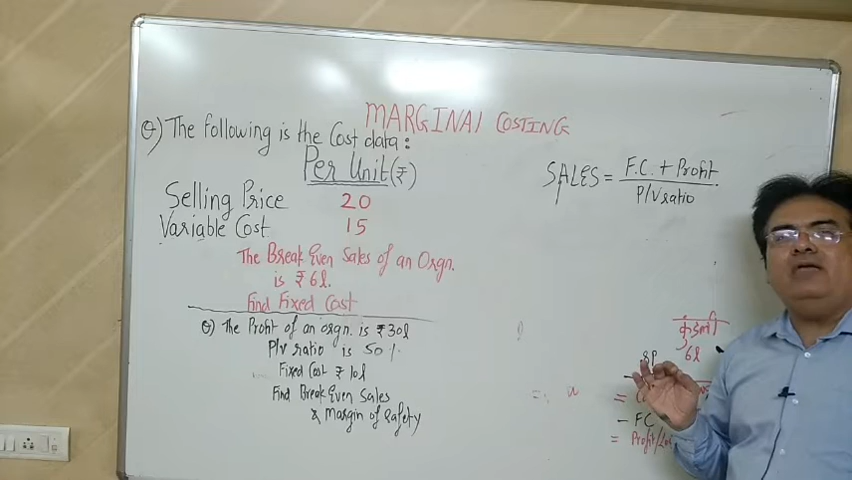 MARGINAL COSTING
Q) The following is the Cost data:
Per Unit (₹)
Selling Price 20
Variable Cost 15
The Break Even Sales of an Orgn.
is ₹ 6l.
Find Fixed Cost
Q) The Profit of an orgn. is ₹ 30l
P/V ratio is 50%
Fixed Cost ₹ 10l
Find Break Even Sales
& Margin of Safety
SALES = F.C. + Profit
P/V ratio
कुंडली
SP 6l
=
- FC
= Profit/